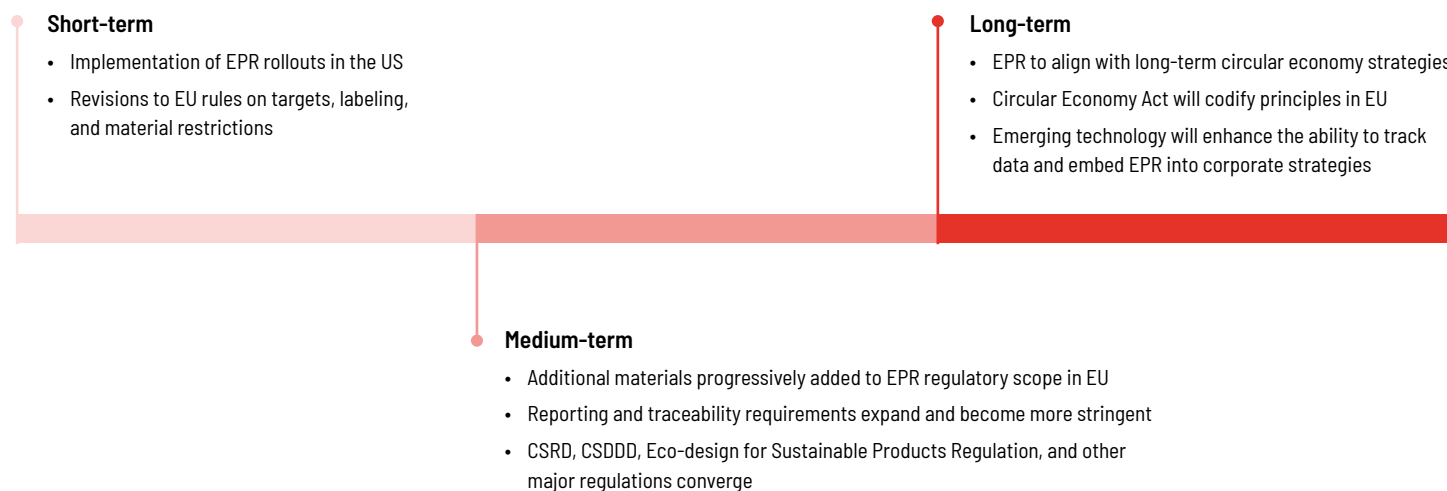 Short-term
• Implementation of EPR rollouts in the US
• Revisions to EU rules on targets, labeling,
and material restrictions
Long-term
• EPR to align with long-term circular economy strategies
• Circular Economy Act will codify principles in EU
• Emerging technology will enhance the ability to track
data and embed EPR into corporate strategies
Medium-term
• Additional materials progressively added to EPR regulatory scope in EU
• Reporting and traceability requirements expand and become more stringent
• CSRD, CSDDD, Eco-design for Sustainable Products Regulation, and other
major regulations converge